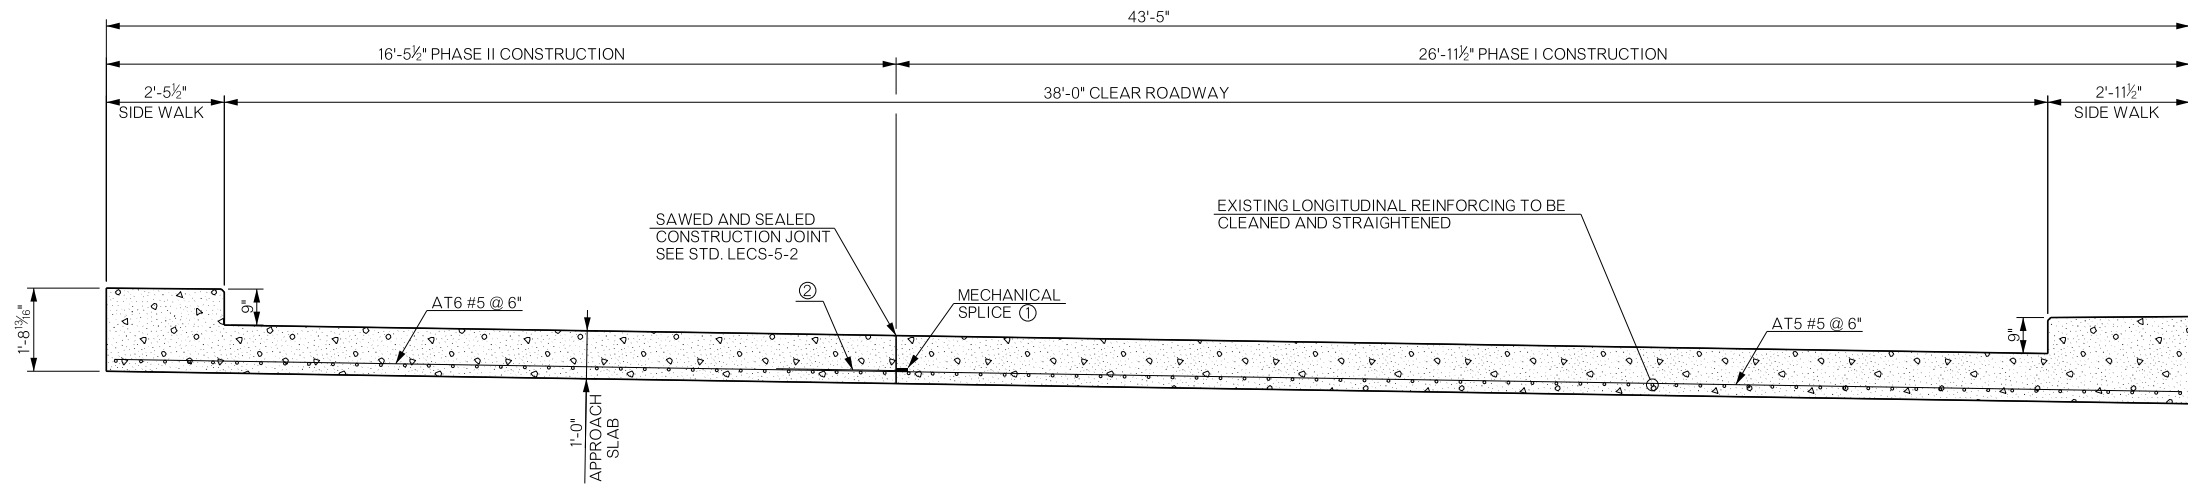 43'-5"
16'-5½" PHASE II CONSTRUCTION
26'-11½" PHASE I CONSTRUCTION
2'-5½"
SIDE WALK
38'-0" CLEAR ROADWAY
2'-11½"
SIDE WALK
SAWED AND SEALED
CONSTRUCTION JOINT
SEE STD. LECS-5-2
EXISTING LONGITUDINAL REINFORCING TO BE
CLEANED AND STRAIGHTENED
1'-8¹³⁄₁₆"
9"
AT6 #5 @ 6"
②
MECHANICAL
SPLICE ①
AT5 #5 @ 6"
9"
1'-0"
APPROACH
SLAB